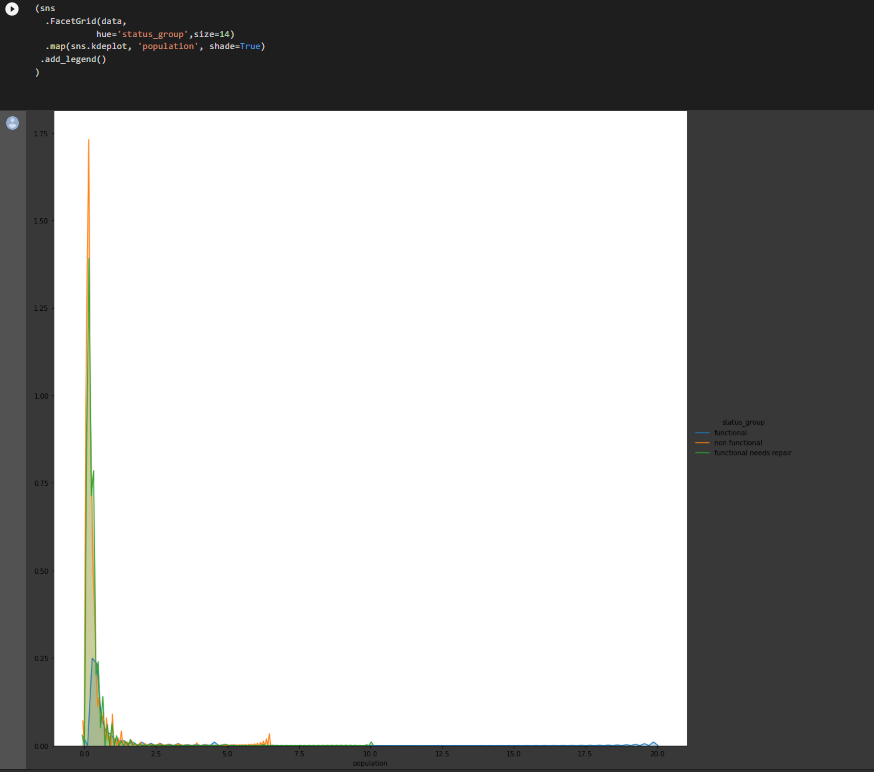 (sns
.FacetGrid(data,
hue='status_group',size=14)
.map(sns.kdeplot, 'population', shade=True)
.add_legend()
)
1.75
1.50
1.25
1.00
0.75
0.50
0.25
0.00
0.0 2.5 5.0 7.5 10.0 12.5 15.0 17.5 20.0
population
status_group
functional
non functional
functional needs repair